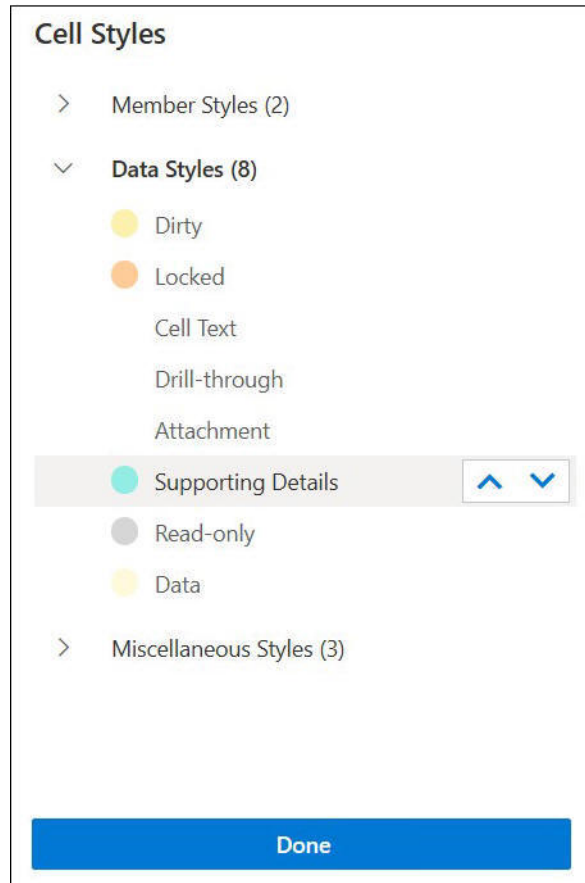 Cell Styles
Member Styles (2)
Data Styles (8)
Dirty
Locked
Cell Text
Drill-through
Attachment
Supporting Details
Read-only
Data
Miscellaneous Styles (3)
Done